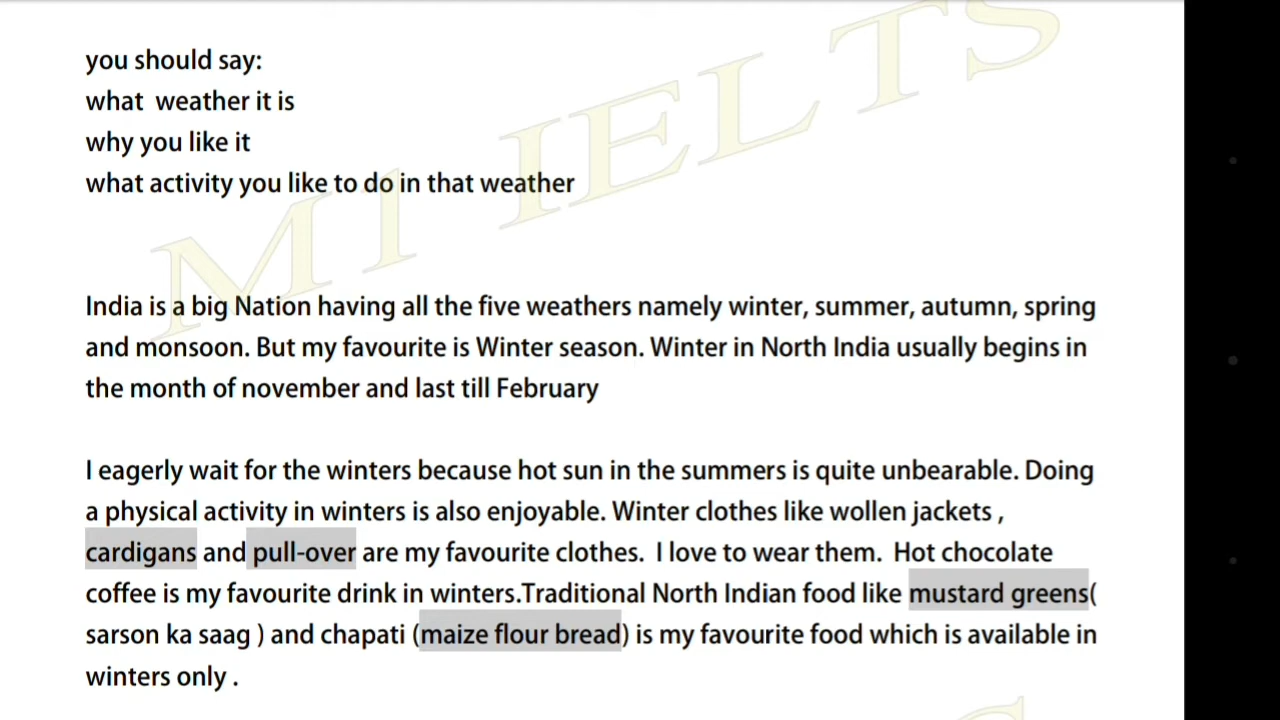 you should say:
what  weather it is
why you like it
what activity you like to do in that weather
MI IELTS
India is a big Nation having all the five weathers namely winter, summer, autumn, spring
and monsoon. But my favourite is Winter season. Winter in North India usually begins in
the month of november and last till February
I eagerly wait for the winters because hot sun in the summers is quite unbearable. Doing
a physical activity in winters is also enjoyable. Winter clothes like wollen jackets ,
cardigans and pull-over are my favourite clothes.  I love to wear them.  Hot chocolate
coffee is my favourite drink in winters.Traditional North Indian food like mustard greens(
sarson ka saag ) and chapati (maize flour bread) is my favourite food which is available in
winters only .